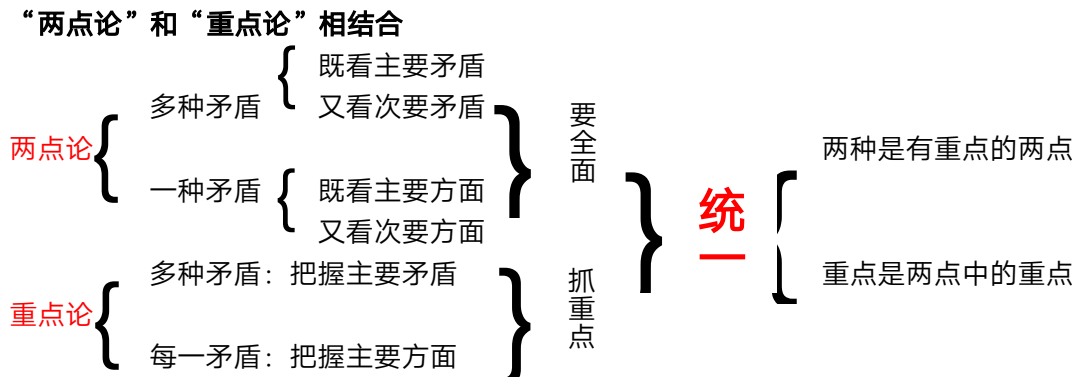 “两点论”和“重点论”相结合
两点论
多种矛盾
既看主要矛盾
又看次要矛盾
一种矛盾
既看主要方面
又看次要方面
要全面
重点论
多种矛盾：把握主要矛盾
每一矛盾：把握主要方面
抓重点
统一
两种是有重点的两点
重点是两点中的重点